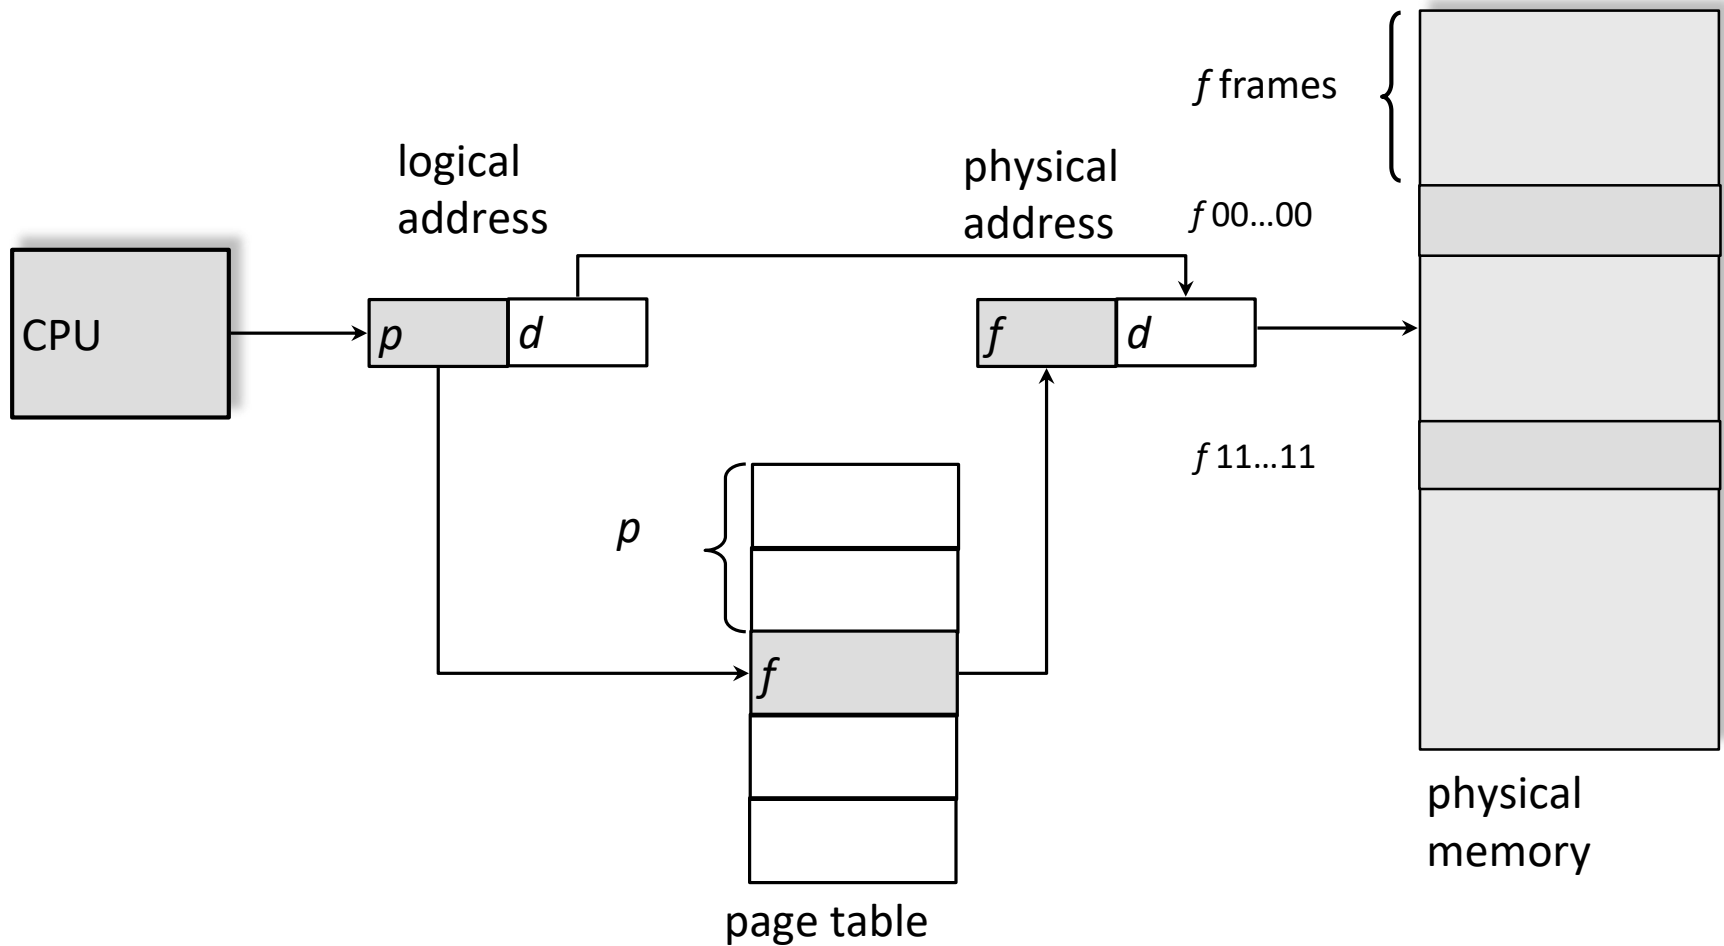 f frames
logical
address
physical
address
f 00...00
CPU
p
d
f
d
f 11...11
p
f
physical
memory
page table